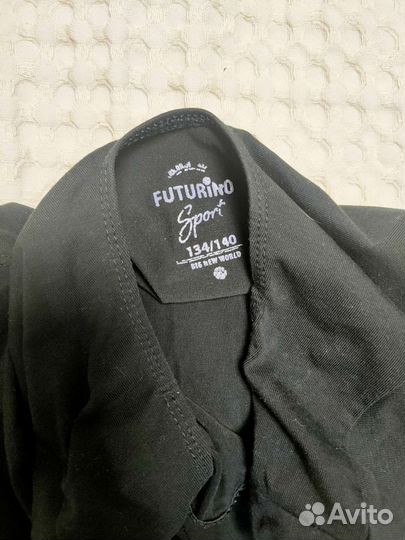 FUTURINO
Sport
134/140
BIG NEW WORLD
Avito